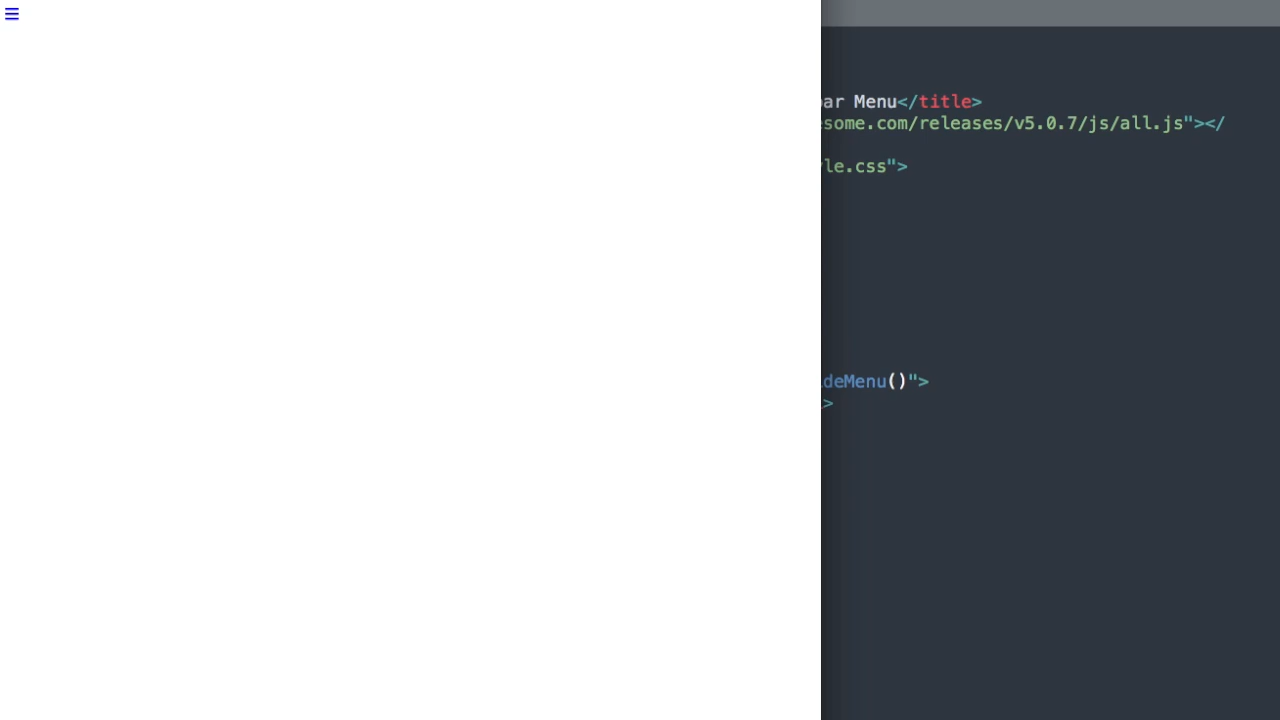 ar Menu</title>
esome.com/releases/v5.0.7/js/all.js"></
le.css">
deMenu()">
>